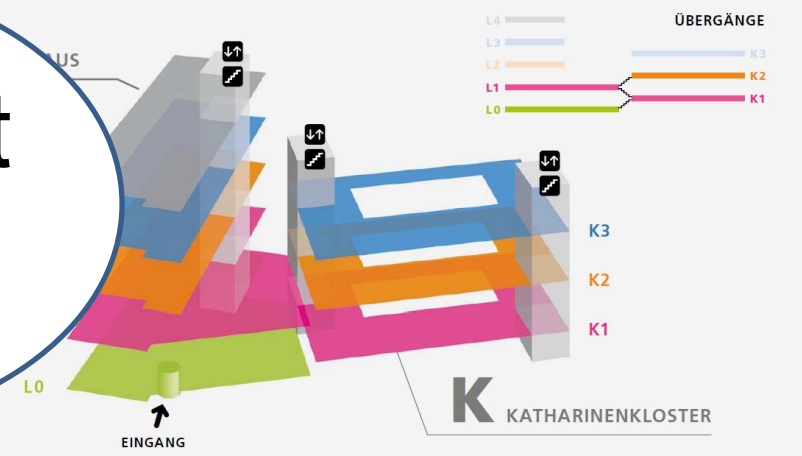 L4
L3
L2
L1
L0
ÜBERGÄNGE
K3
K2
K1
AUS
t
K3
K2
K1
L0
EINGANG
K KATHARINENKLOSTER